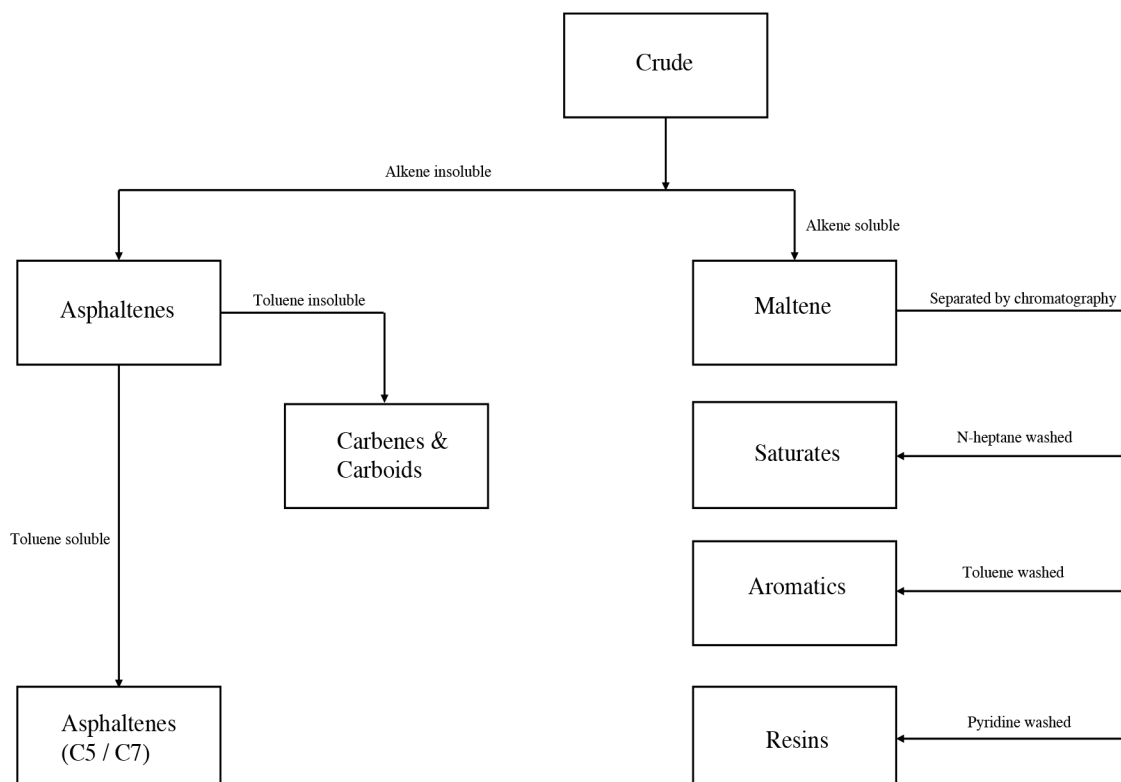 Crude
Alkene insoluble
Alkene soluble
Asphaltenes
Toluene insoluble
Maltene
Separated by chromatography
Carbenes &
Carboids
Saturates
N-heptane washed
Toluene soluble
Aromatics
Toluene washed
Asphaltenes
(C5 / C7)
Resins
Pyridine washed